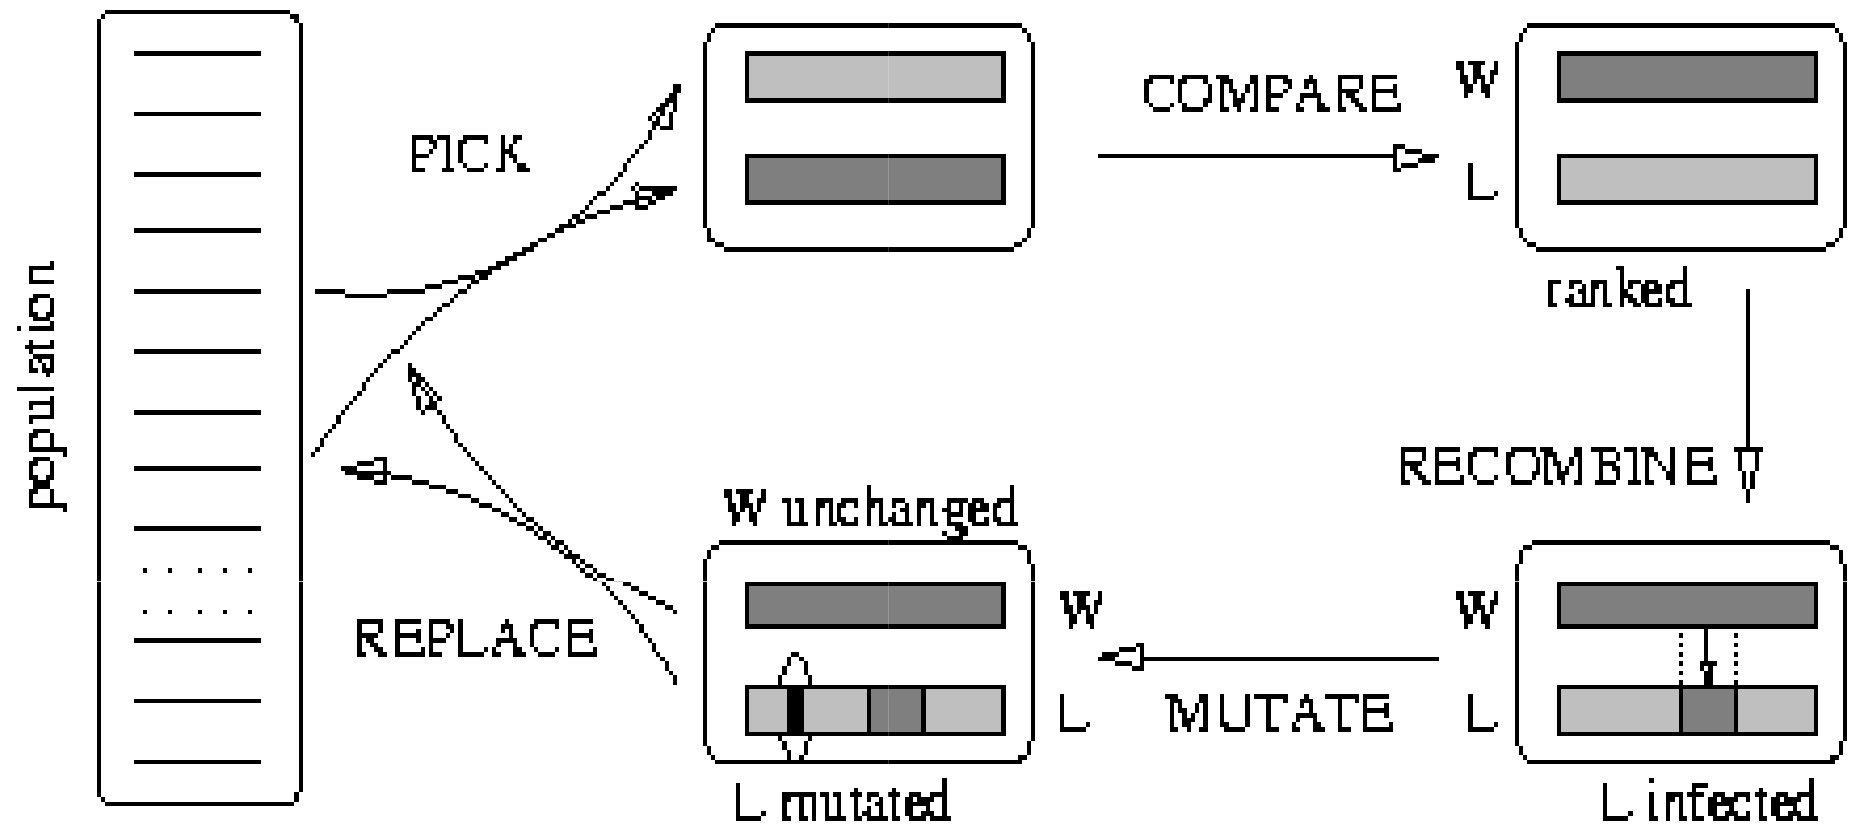 population
PICK
COMPARE
W
L
ranked
RECOMBINE
W
L
L infected
MUTATE
W unchanged
W
L
L mutated
REPLACE